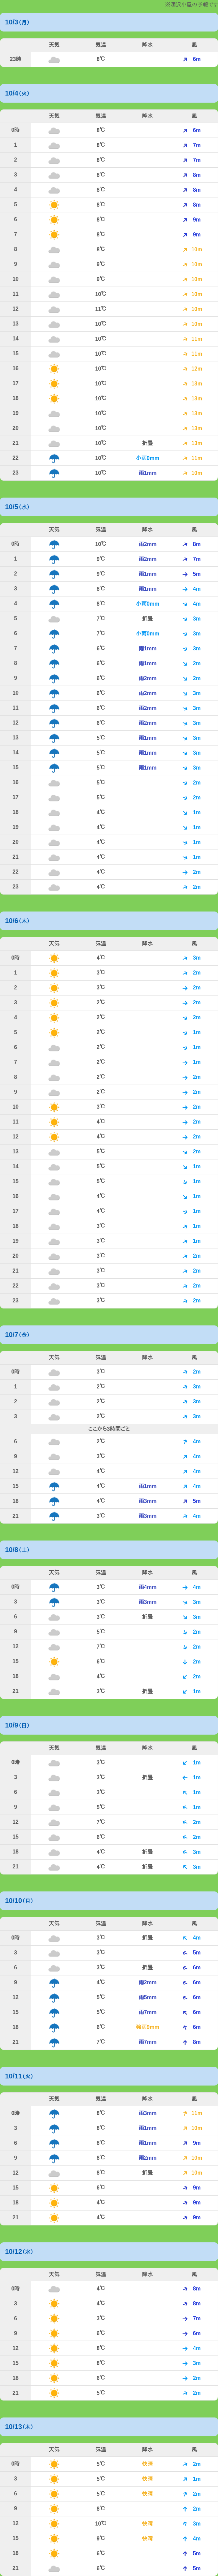 ※黒岳小屋の予報です
10/3(月)
天気 気温 降水 風
23時 8℃ 6m
10/4(火)
天気 気温 降水 風
0時 8℃ 6m
1 8℃ 7m
2 8℃ 7m
3 8℃ 8m
4 8℃ 8m
5 8℃ 8m
6 8℃ 9m
7 8℃ 9m
8 8℃ 10m
9 9℃ 10m
10 9℃ 10m
11 10℃ 10m
12 11℃ 10m
13 10℃ 10m
14 10℃ 11m
15 10℃ 11m
16 10℃ 12m
17 10℃ 13m
18 10℃ 13m
19 10℃ 13m
20 10℃ 13m
21 10℃ 折畳 13m
22 10℃ 小雨0mm 11m
23 10℃ 雨1mm 10m
10/5(水)
天気 気温 降水 風
0時 10℃ 雨2mm 8m
1 9℃ 雨2mm 7m
2 9℃ 雨1mm 5m
3 8℃ 雨1mm 4m
4 8℃ 小雨0mm 4m
5 7℃ 折畳 3m
6 7℃ 小雨0mm 3m
7 6℃ 雨1mm 3m
8 6℃ 雨1mm 2m
9 6℃ 雨2mm 2m
10 6℃ 雨2mm 3m
11 6℃ 雨2mm 3m
12 6℃ 雨2mm 3m
13 5℃ 雨1mm 3m
14 5℃ 雨1mm 3m
15 5℃ 雨1mm 3m
16 5℃ 2m
17 5℃ 2m
18 4℃ 1m
19 4℃ 1m
20 4℃ 1m
21 4℃ 1m
22 4℃ 2m
23 4℃ 2m
10/6(木)
天気 気温 降水 風
0時 4℃ 3m
1 3℃ 2m
2 3℃ 2m
3 2℃ 2m
4 2℃ 2m
5 2℃ 1m
6 2℃ 1m
7 2℃ 1m
8 2℃ 2m
9 2℃ 2m
10 3℃ 2m
11 4℃ 2m
12 4℃ 2m
13 5℃ 2m
14 5℃ 1m
15 5℃ 1m
16 4℃ 1m
17 4℃ 1m
18 3℃ 1m
19 3℃ 1m
20 3℃ 2m
21 3℃ 2m
22 3℃ 2m
23 3℃ 2m
10/7(金)
天気 気温 降水 風
0時 3℃ 2m
1 2℃ 3m
2 2℃ 3m
3 2℃ 3m
ここから3時間ごと
6 2℃ 4m
9 3℃ 4m
12 4℃ 4m
15 4℃ 雨1mm 4m
18 4℃ 雨3mm 5m
21 3℃ 雨3mm 4m
10/8(土)
天気 気温 降水 風
0時 3℃ 雨4mm 4m
3 3℃ 雨3mm 3m
6 3℃ 折畳 3m
9 5℃ 2m
12 7℃ 2m
15 6℃ 2m
18 4℃ 2m
21 3℃ 折畳 1m
10/9(日)
天気 気温 降水 風
0時 3℃ 1m
3 3℃ 折畳 1m
6 3℃ 1m
9 5℃ 1m
12 7℃ 2m
15 6℃ 2m
18 4℃ 折畳 3m
21 4℃ 折畳 3m
10/10(月)
天気 気温 降水 風
0時 3℃ 折畳 4m
3 3℃ 5m
6 3℃ 折畳 6m
9 4℃ 雨2mm 6m
12 5℃ 雨5mm 6m
15 5℃ 雨7mm 6m
18 6℃ 強雨9mm 6m
21 7℃ 雨7mm 8m
10/11(火)
天気 気温 降水 風
0時 8℃ 雨3mm 11m
3 8℃ 雨1mm 10m
6 8℃ 雨1mm 9m
9 8℃ 雨2mm 10m
12 8℃ 折畳 10m
15 6℃ 9m
18 4℃ 9m
21 4℃ 9m
10/12(水)
天気 気温 降水 風
0時 4℃ 8m
3 4℃ 8m
6 3℃ 7m
9 6℃ 6m
12 8℃ 4m
15 8℃ 3m
18 6℃ 2m
21 5℃ 2m
10/13(木)
天気 気温 降水 風
0時 5℃ 快晴 2m
3 5℃ 快晴 1m
6 5℃ 快晴 2m
9 8℃ 2m
12 10℃ 快晴 3m
15 9℃ 快晴 4m
18 6℃ 5m
21 6℃ 5m